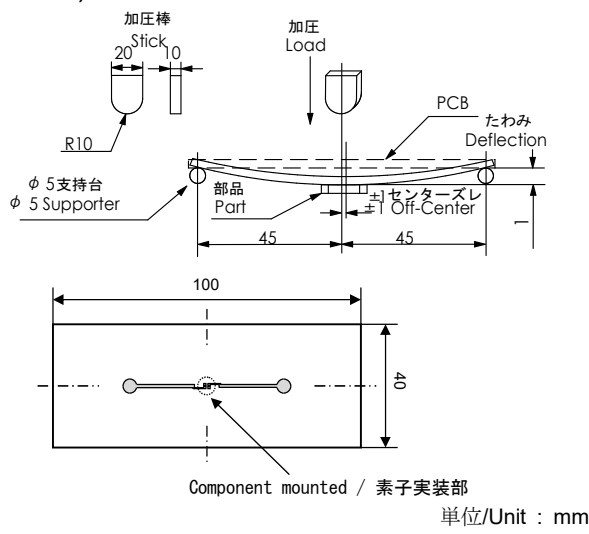 加圧棒
Stick
20
10
R10
加圧
Load
PCB
たわみ
Deflection
φ 5支持台
φ 5 Supporter
部品
Part
±1センターズレ
±1 Off-Center
45
45
1
100
40
Component mounted / 素子実装部
単位/Unit : mm